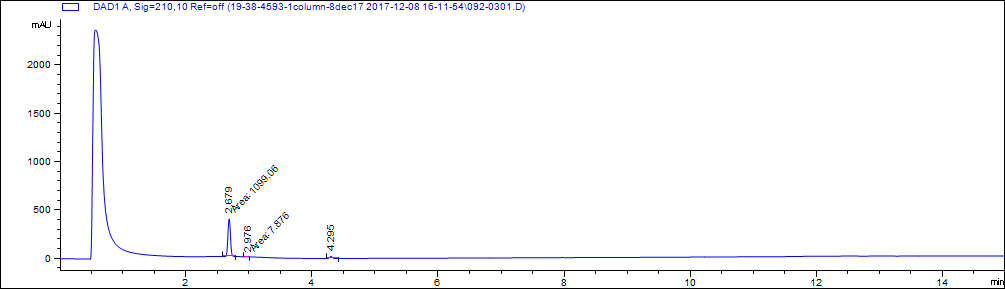 DAD1 A, Sig=210,10 Ref=off (19-38-4593-1column-8dec17 2017-12-08 16-11-54\092-0301.D)
mAU
2000
1500
1000
500
0
2.679
Area: 1099.06
2.976
Area: 7.876
4.295
2 4 6 8 10 12 14 min